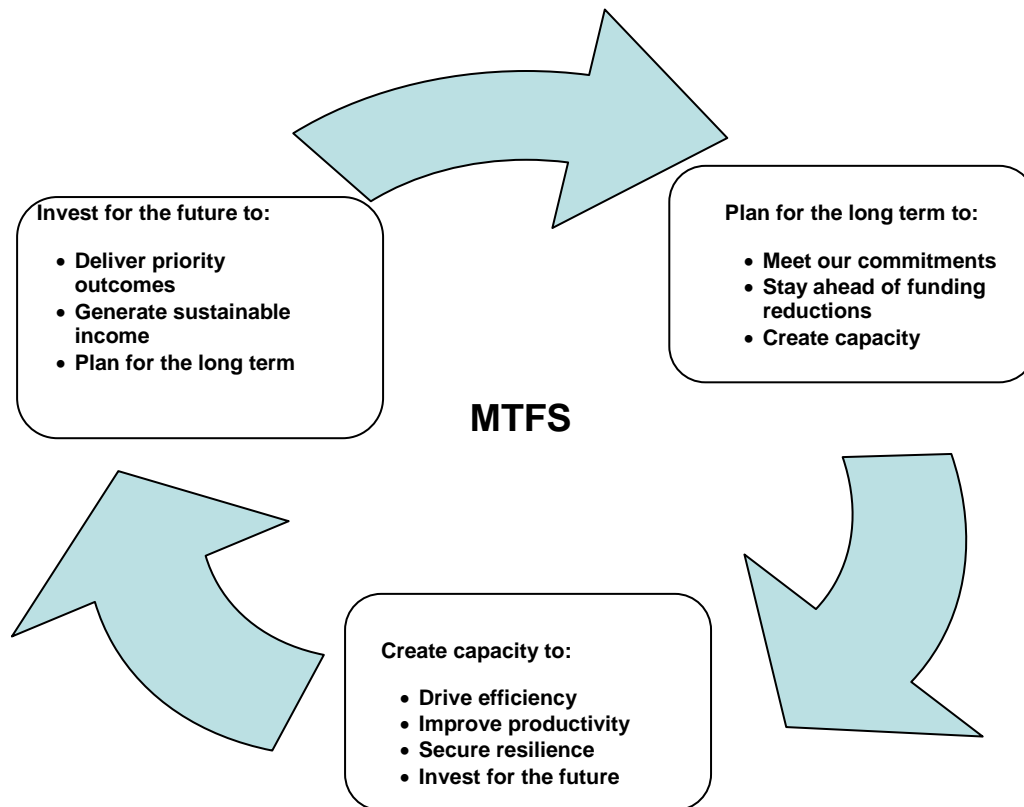 Invest for the future to:
• Deliver priority
outcomes
• Generate sustainable
income
• Plan for the long term
Plan for the long term to:
• Meet our commitments
• Stay ahead of funding
reductions
• Create capacity
MTFS
Create capacity to:
• Drive efficiency
• Improve productivity
• Secure resilience
• Invest for the future